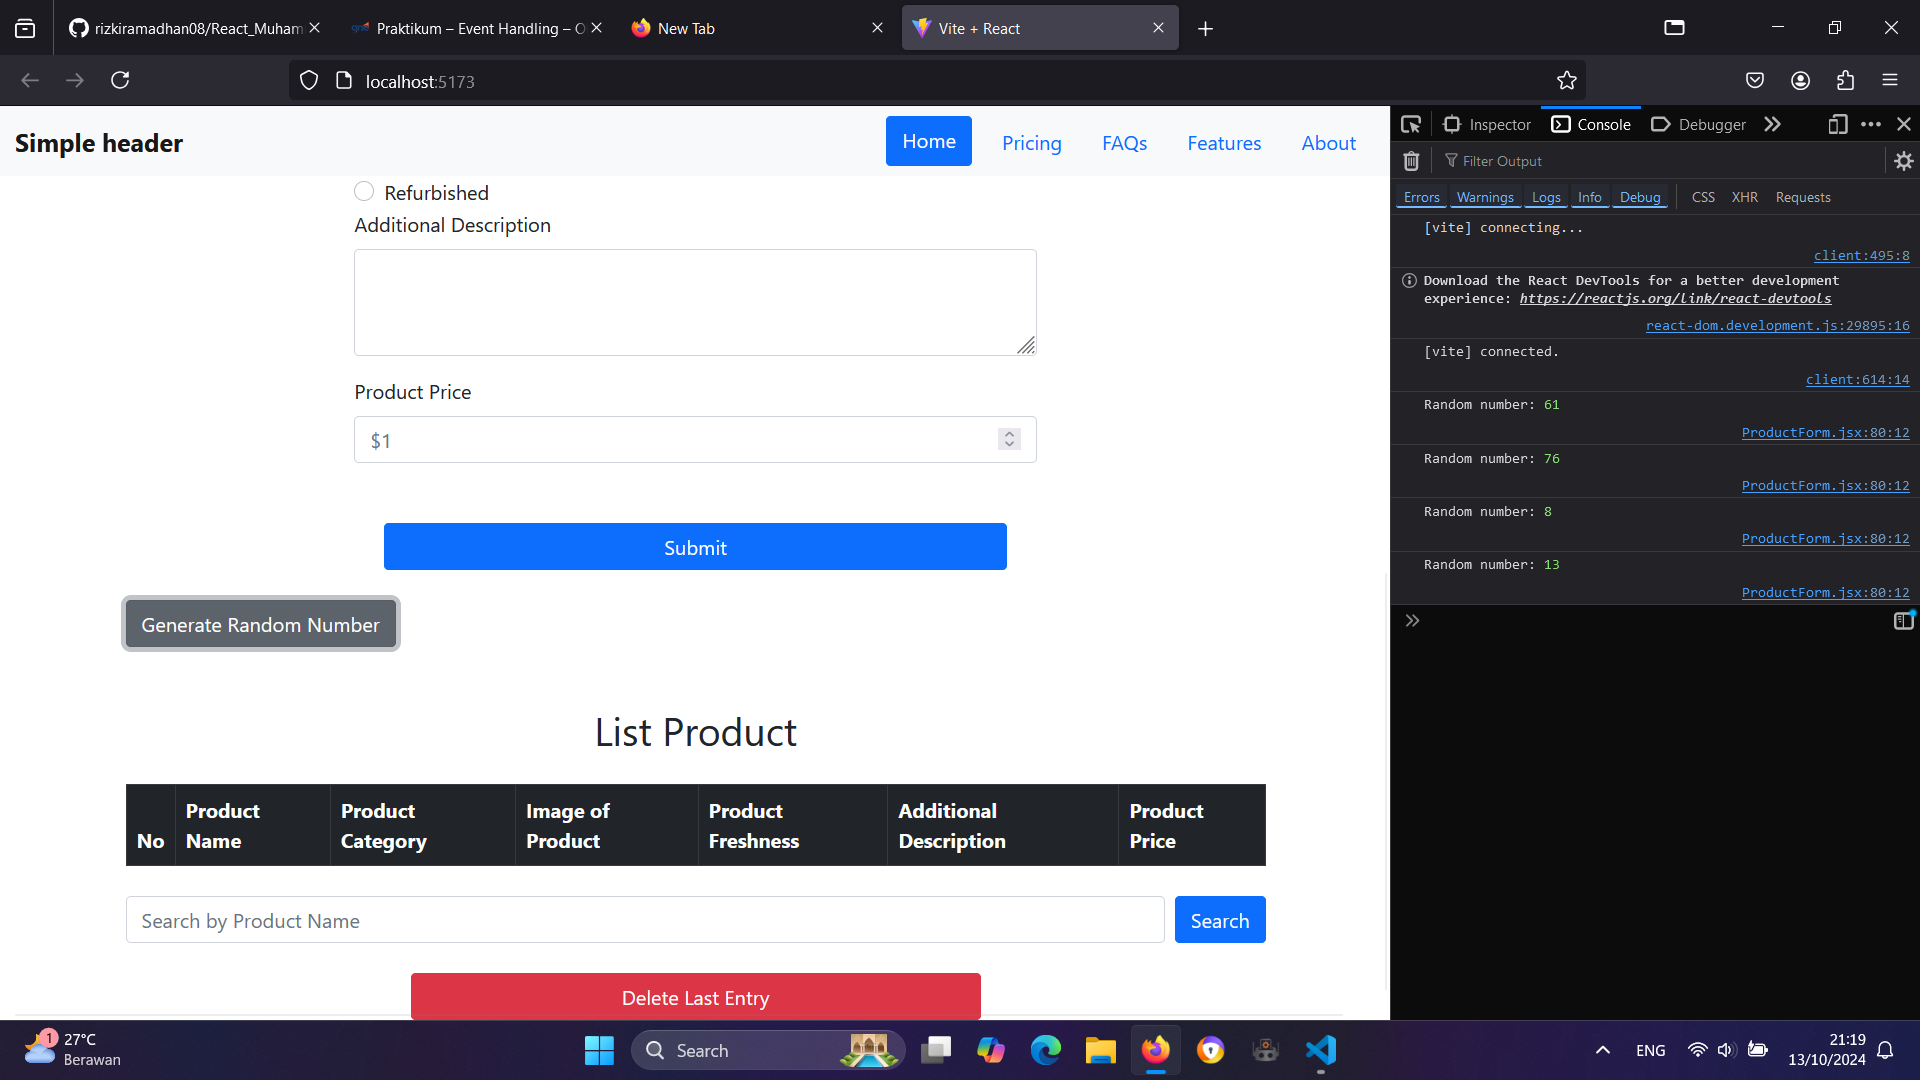 rizkiramadhan08/React_Muham
Praktikum – Event Handling – O
New Tab
Vite + React
localhost:5173
Simple header
Home
Pricing
FAQs
Features
About
Refurbished
Additional Description
Product Price
$1
Submit
Generate Random Number
List Product
No
Product Name
Product Category
Image of Product
Product Freshness
Additional Description
Product Price
Search by Product Name
Search
Delete Last Entry
Inspector
Console
Debugger
Filter Output
Errors
Warnings
Logs
Info
Debug
CSS
XHR
Requests
[vite] connecting...
client:495:8
Download the React DevTools for a better development
experience: https://reactjs.org/link/react-devtools
react-dom.development.js:29895:16
[vite] connected.
client:614:14
Random number: 61
ProductForm.jsx:80:12
Random number: 76
ProductForm.jsx:80:12
Random number: 8
ProductForm.jsx:80:12
Random number: 13
ProductForm.jsx:80:12
1
27°C
Berawan
Search
ENG
21:19
13/10/2024